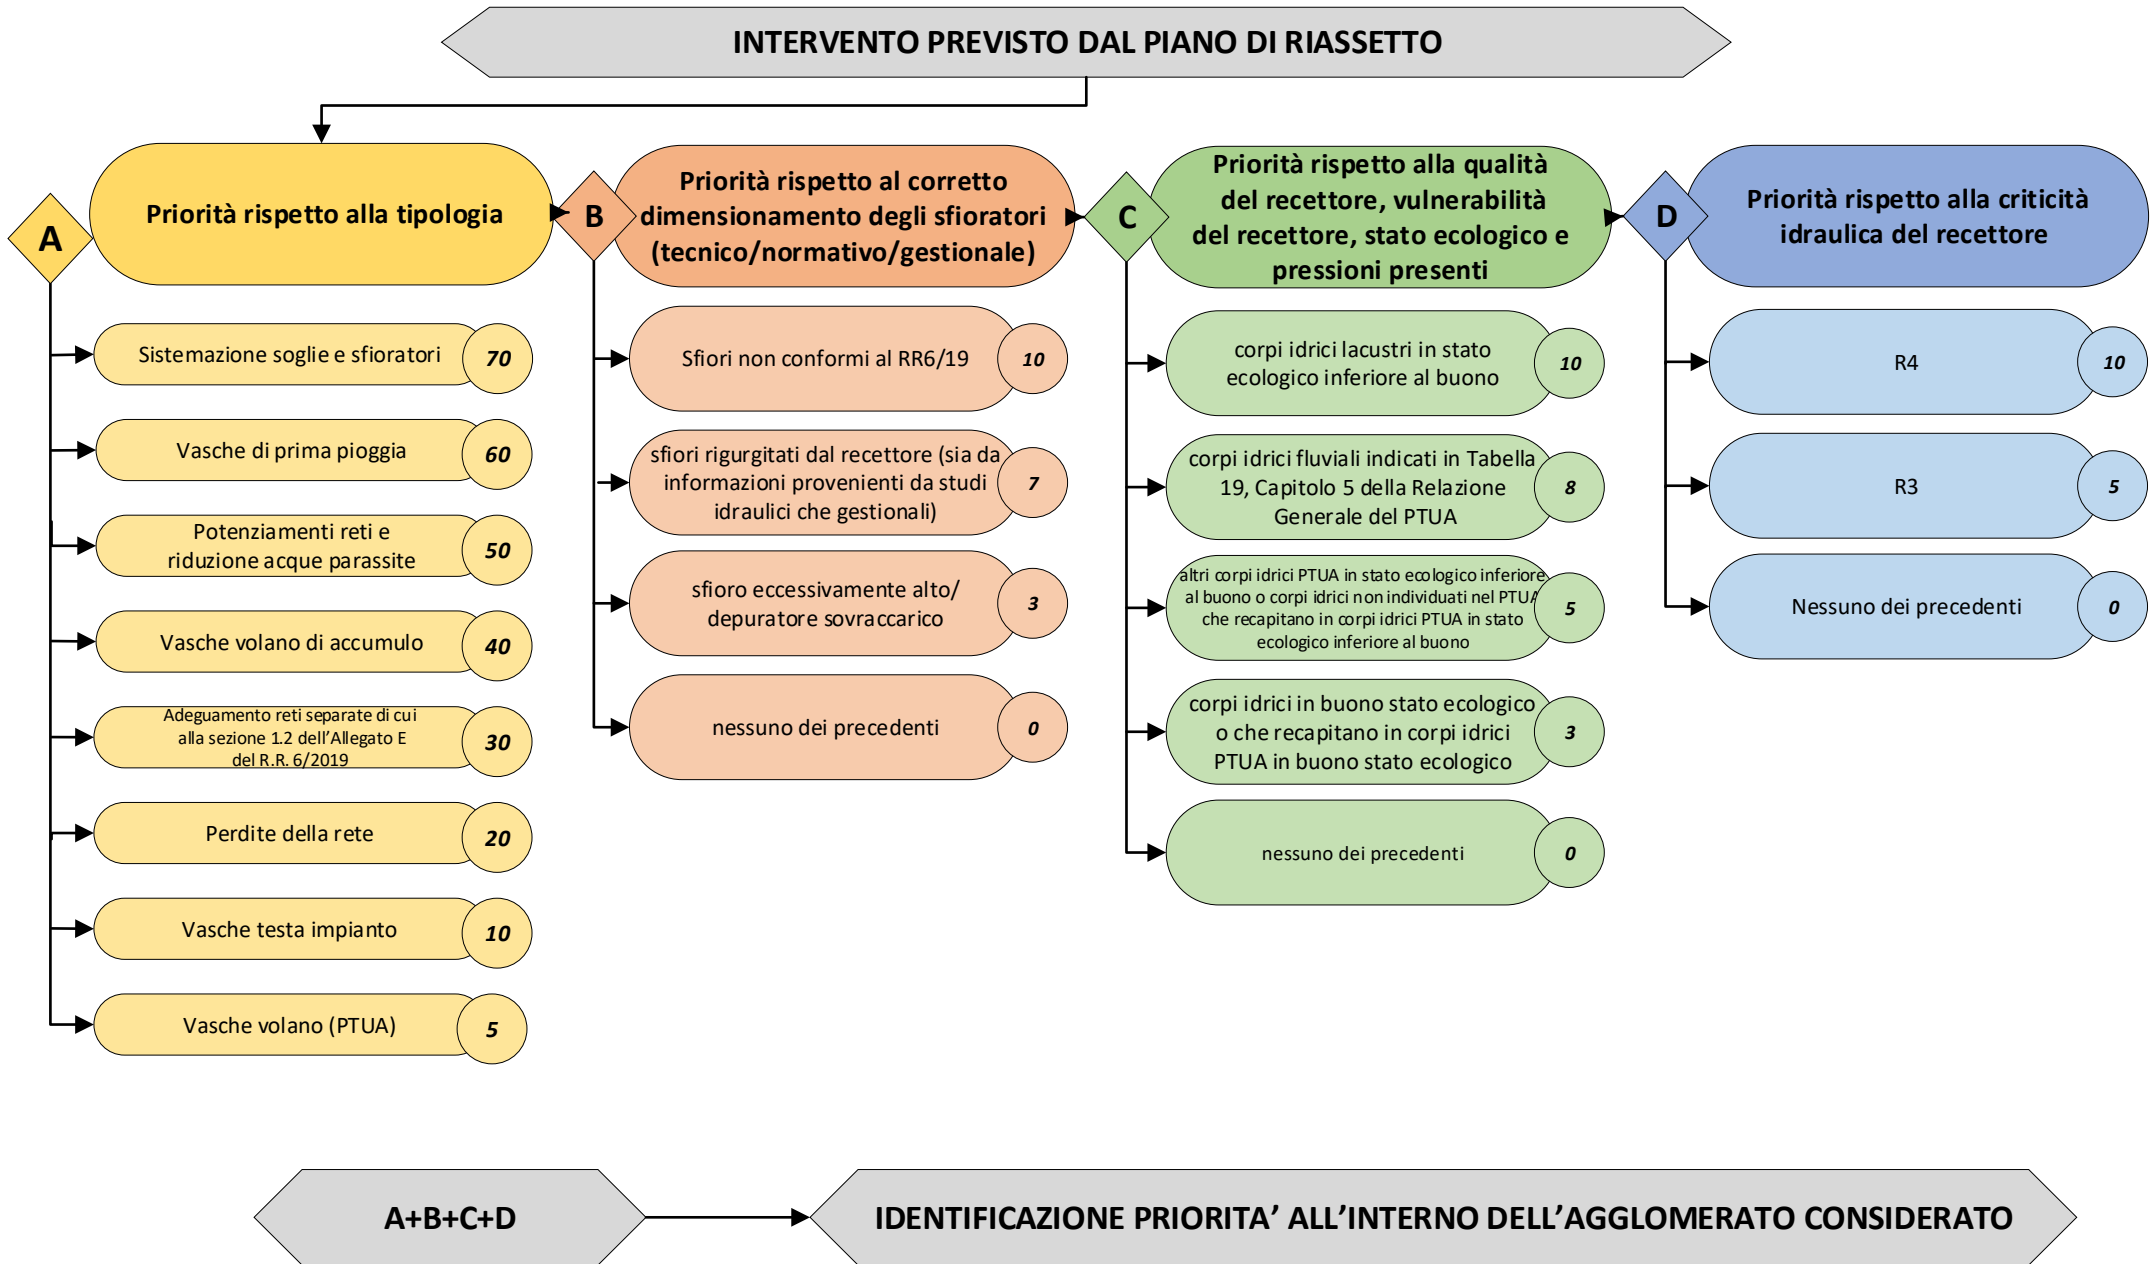 INTERVENTO PREVISTO DAL PIANO DI RIASSETTO
A
Priorità rispetto alla tipologia
Sistemazione soglie e sfioratori
70
Vasche di prima pioggia
60
Potenziamenti reti e
riduzione acque parassite
50
Vasche volano di accumulo
40
Adeguamento reti separate di cui
alla sezione 1.2 dell’Allegato E
del R.R. 6/2019
30
Perdite della rete
20
Vasche testa impianto
10
Vasche volano (PTUA)
5
B
Priorità rispetto al corretto
dimensionamento degli sfioratori
(tecnico/normativo/gestionale)
Sfiori non conformi al RR6/19
10
sfiori rigurgitati dal recettore (sia da
informazioni provenienti da studi
idraulici che gestionali)
7
sfioro eccessivamente alto/
depuratore sovraccarico
3
nessuno dei precedenti
0
C
Priorità rispetto alla qualità
del recettore, vulnerabilità
del recettore, stato ecologico e
pressioni presenti
corpi idrici lacustri in stato
ecologico inferiore al buono
10
corpi idrici fluviali indicati in Tabella
19, Capitolo 5 della Relazione
Generale del PTUA
8
altri corpi idrici PTUA in stato ecologico inferiore
al buono o corpi idrici non individuati nel PTUA
che recapitano in corpi idrici PTUA in stato
ecologico inferiore al buono
5
corpi idrici in buono stato ecologico
o che recapitano in corpi idrici
PTUA in buono stato ecologico
3
nessuno dei precedenti
0
D
Priorità rispetto alla criticità
idraulica del recettore
R4
10
R3
5
Nessuno dei precedenti
0
A+B+C+D
IDENTIFICAZIONE PRIORITA’ ALL’INTERNO DELL’AGGLOMERATO CONSIDERATO